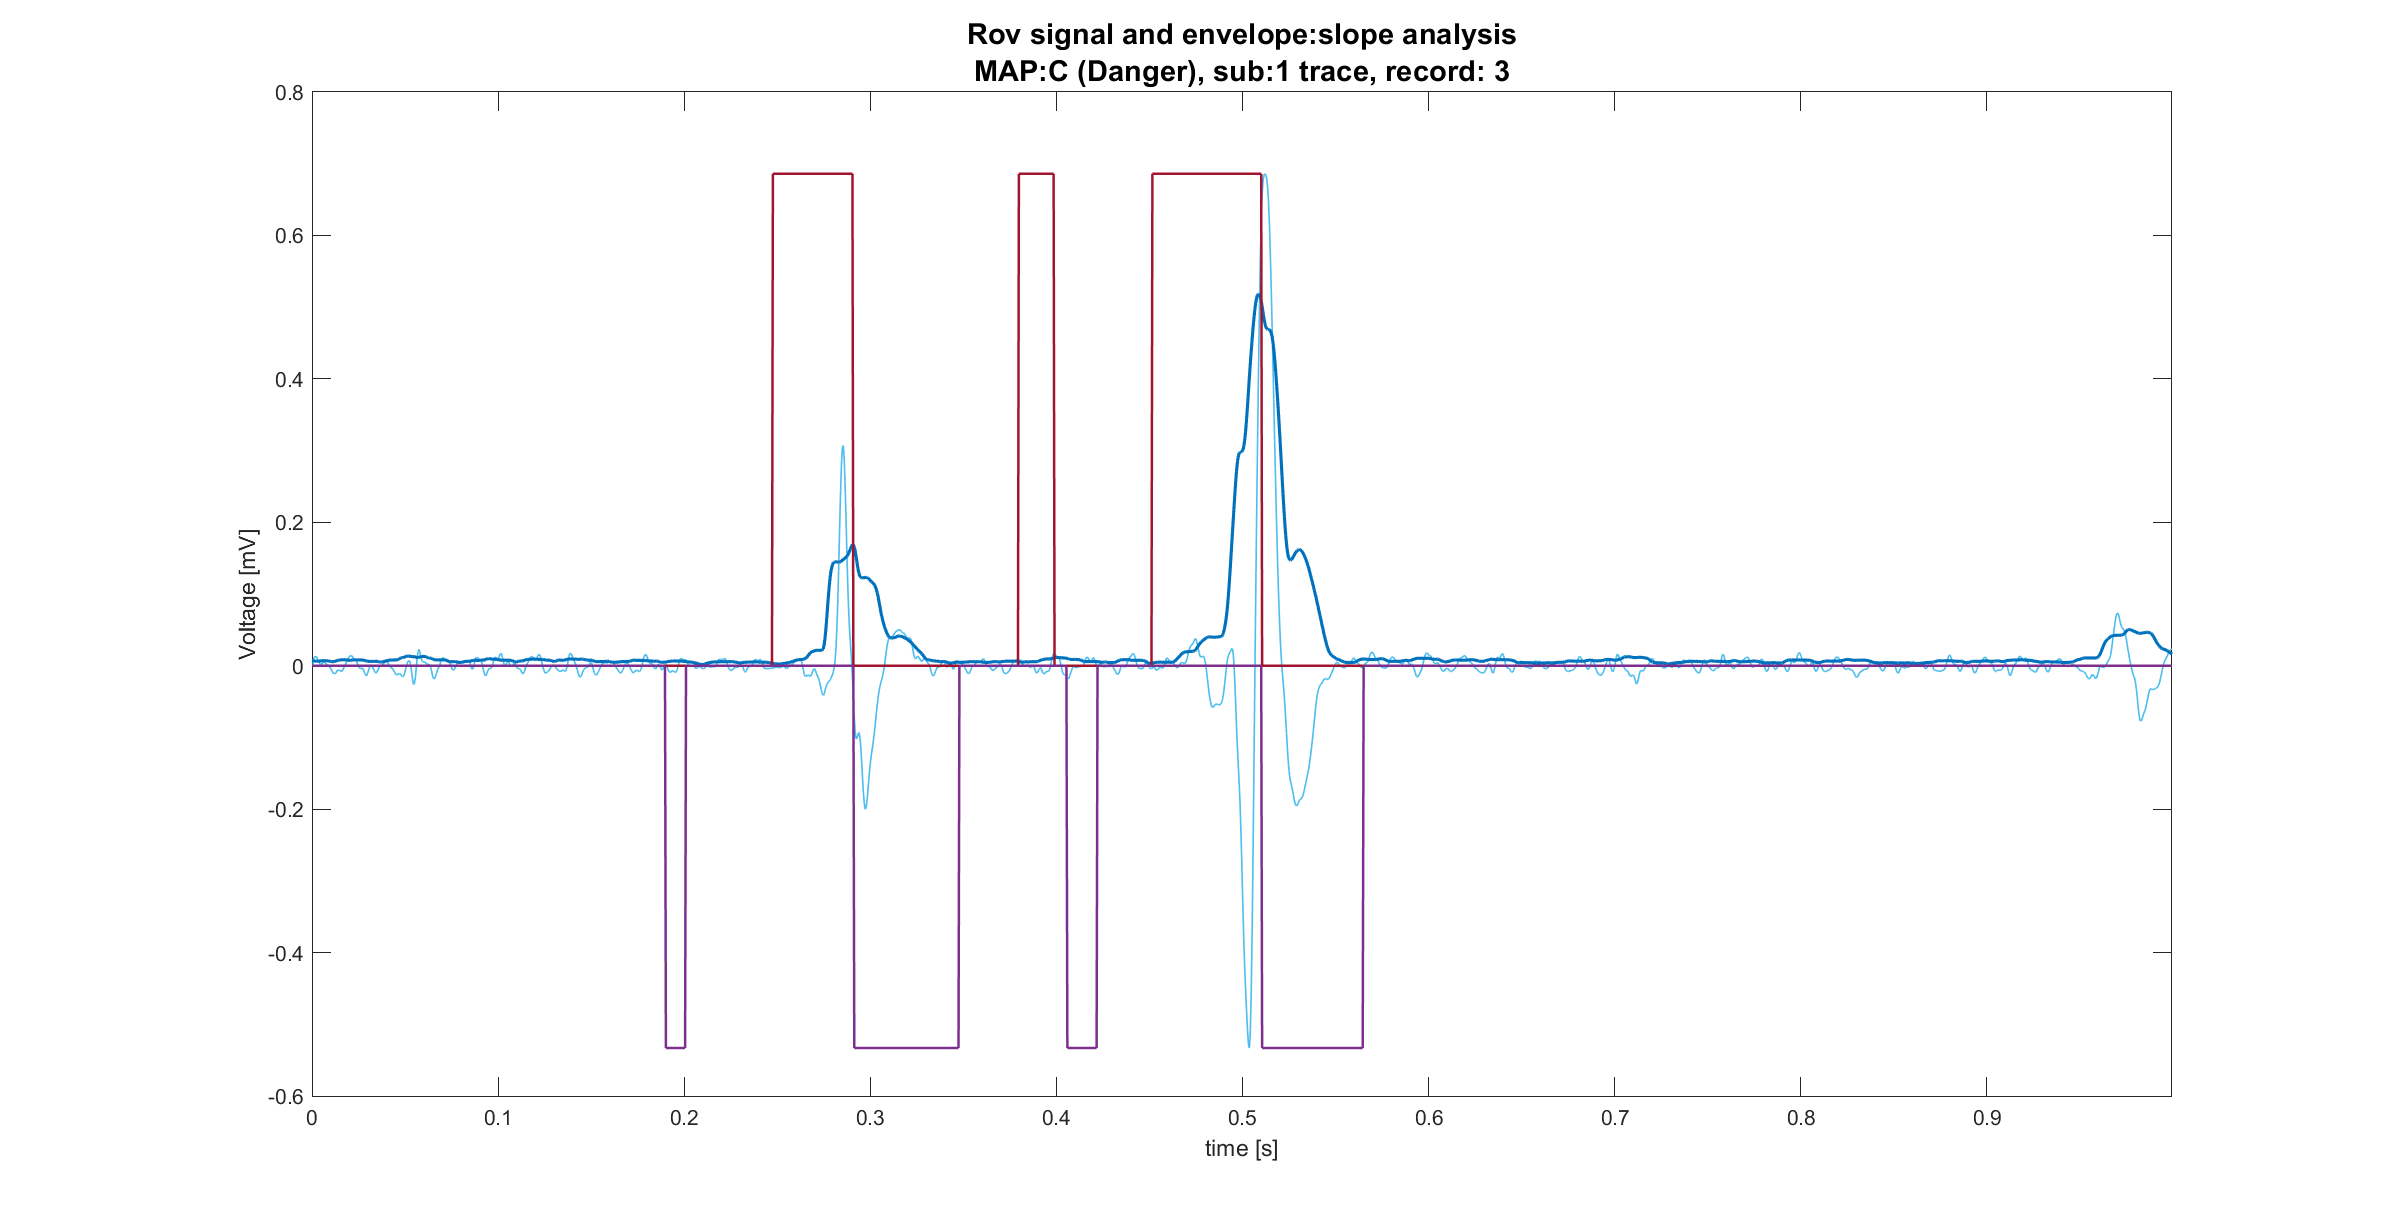 Rov signal and envelope:slope analysis
MAP:C (Danger), sub:1 trace, record: 3
0.8
0.6
0.4
0.2
0
-0.2
-0.4
-0.6
Voltage [mV]
0 0.1 0.2 0.3 0.4 0.5 0.6 0.7 0.8 0.9
time [s]